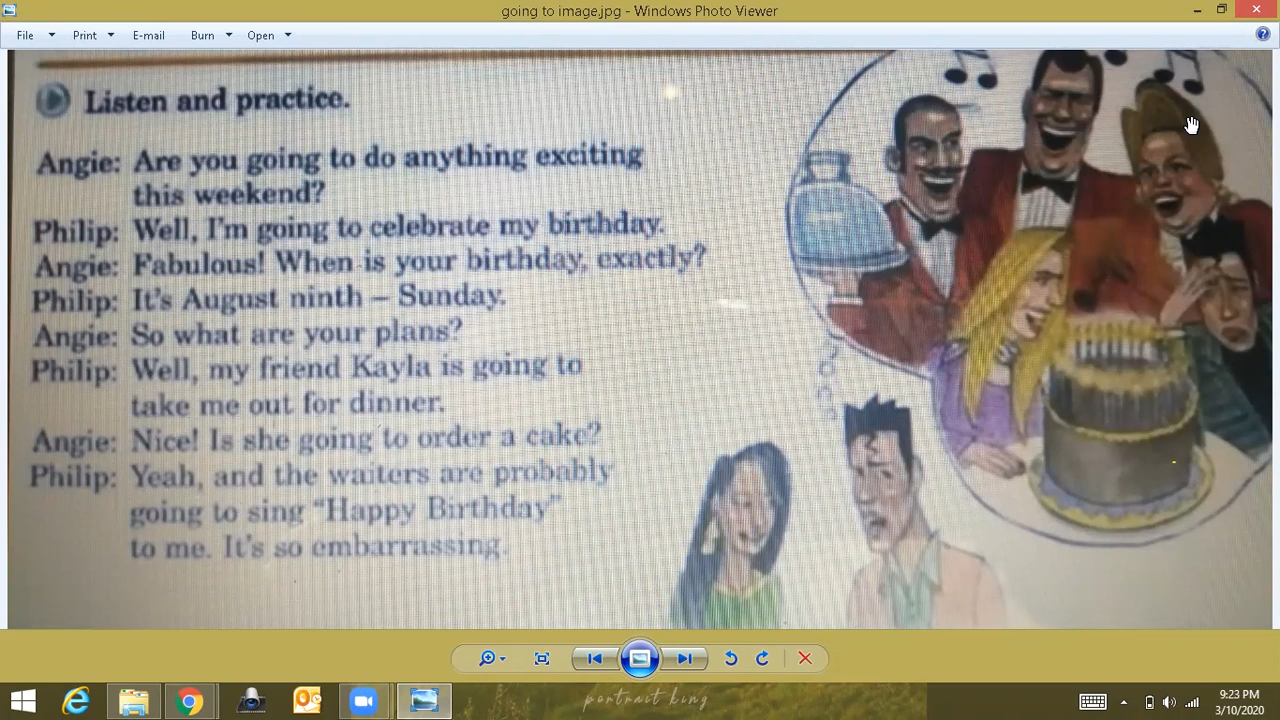 going to image.jpg - Windows Photo Viewer
File Print E-mail Burn Open
Listen and practice.
Angie: Are you going to do anything exciting
this weekend?
Philip: Well, I'm going to celebrate my birthday.
Angie: Fabulous! When is your birthday, exactly?
Philip: It's August ninth – Sunday.
Angie: So what are your plans?
Philip: Well, my friend Kayla is going to
take me out for dinner.
Angie: Nice! Is she going to order a cake?
Philip: Yeah, and the waiters are probably
going to sing “Happy Birthday”
to me. It's so embarrassing.
portrait king
9:23 PM
3/10/2020